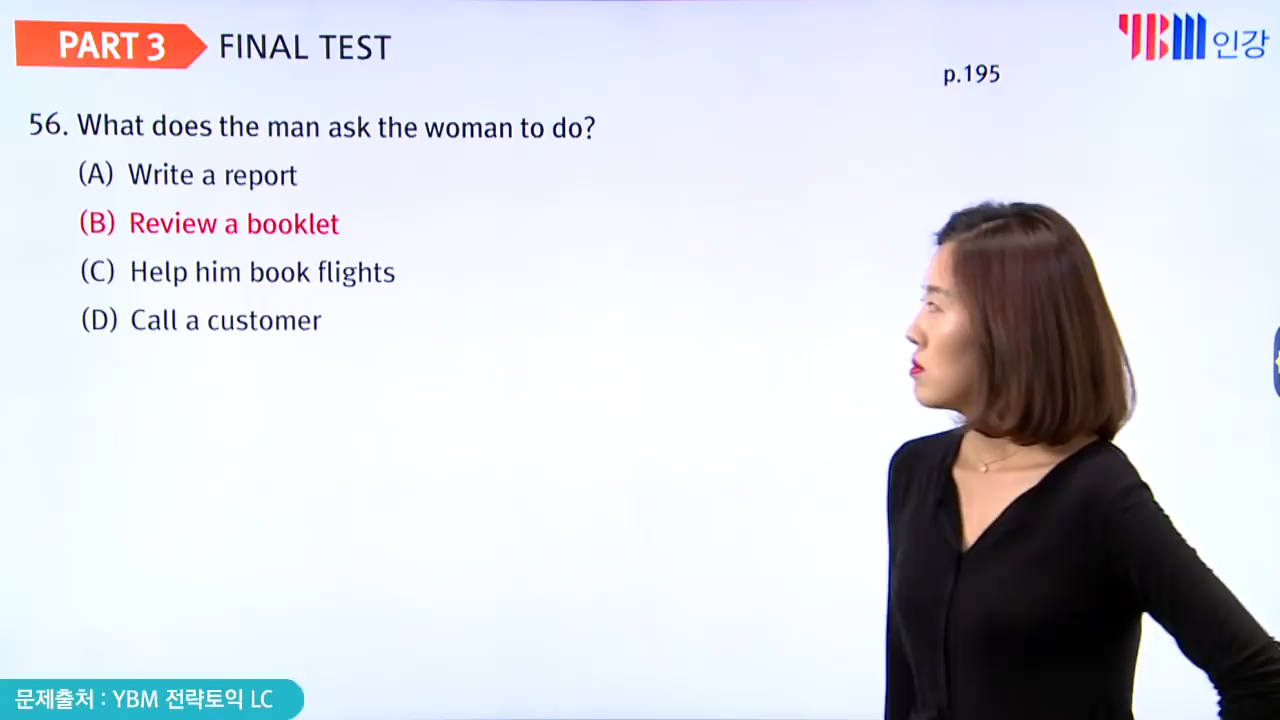 PART 3 FINAL TEST
YBM 인강
p.195
56. What does the man ask the woman to do?
(A) Write a report
(B) Review a booklet
(C) Help him book flights
(D) Call a customer
문제출처 : YBM 전략토익 LC